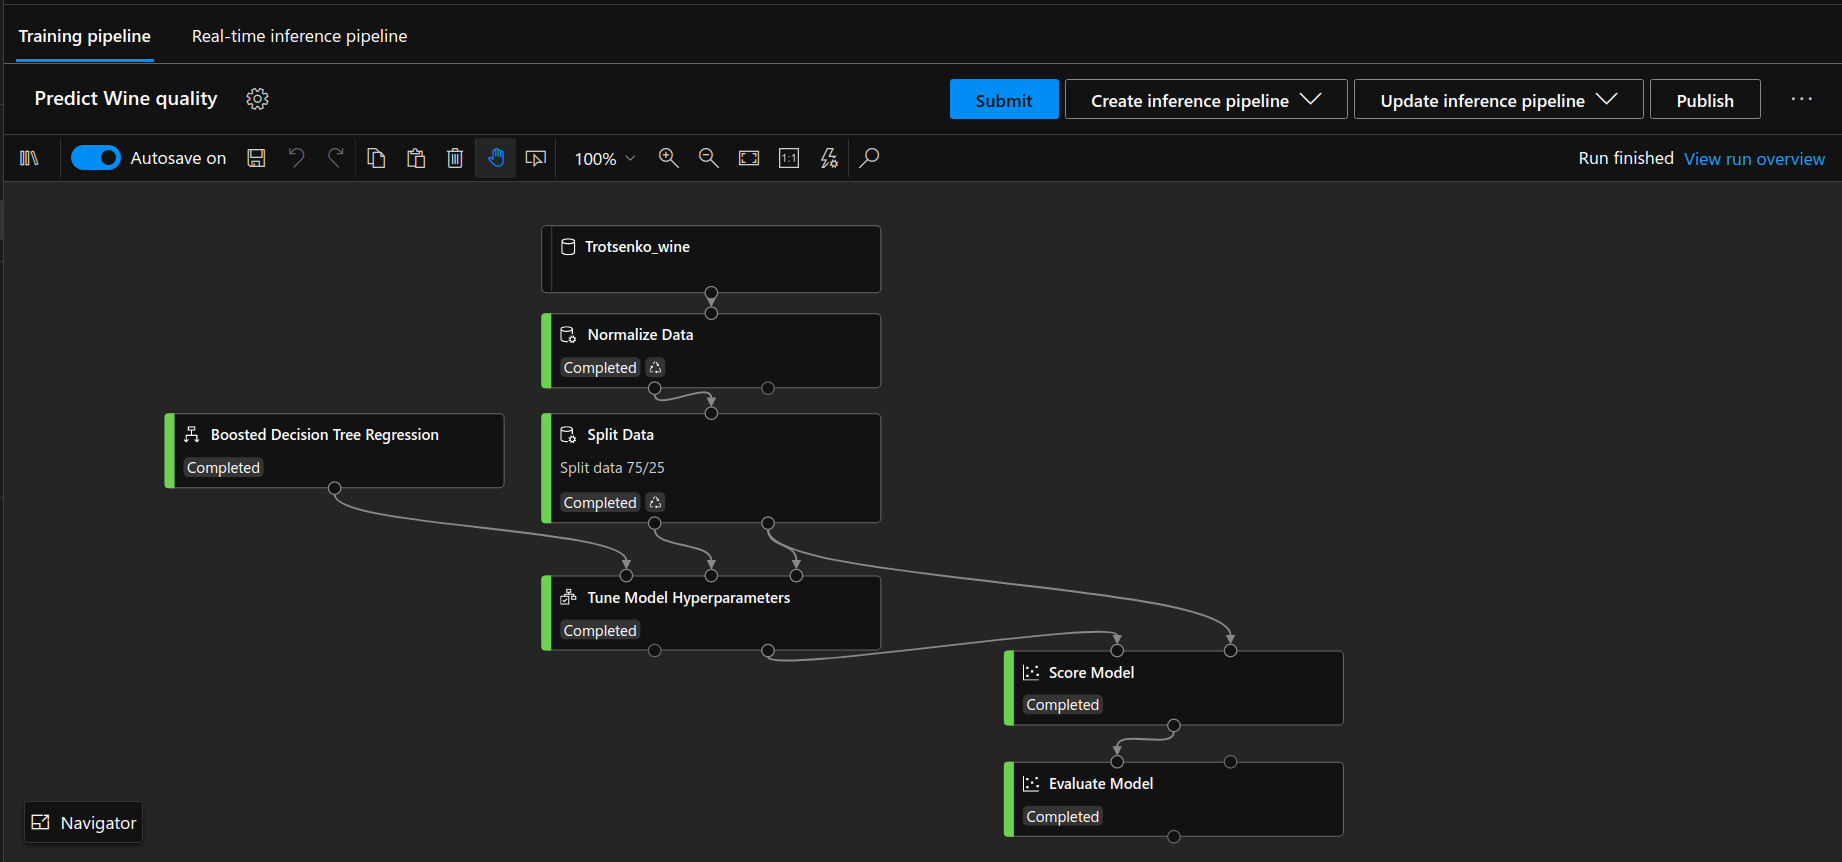 Training pipeline Real-time inference pipeline
Predict Wine quality Submit Create inference pipeline Update inference pipeline Publish ...
Autosave on 100% 1:1 Run finished View run overview
Trotsenko_wine
Normalize Data
Completed
Boosted Decision Tree Regression
Completed
Split Data
Split data 75/25
Completed
Tune Model Hyperparameters
Completed
Score Model
Completed
Evaluate Model
Completed
Navigator